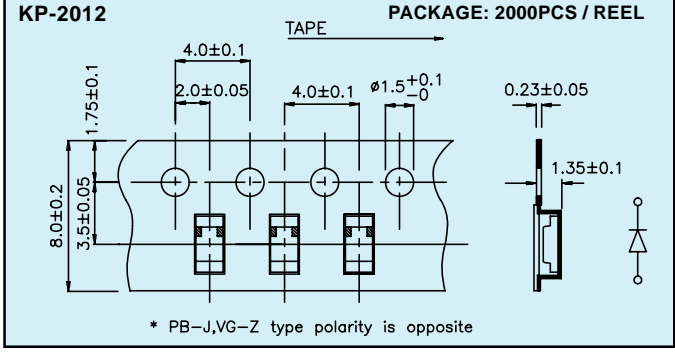 KP-2012
PACKAGE: 2000PCS / REEL
TAPE
4.0±0.1
2.0±0.05
4.0±0.1
ø1.5+0.1
-0
0.23±0.05
1.75±0.1
1.35±0.1
8.0±0.2
3.5±0.05
* PB-J,VG-Z type polarity is opposite